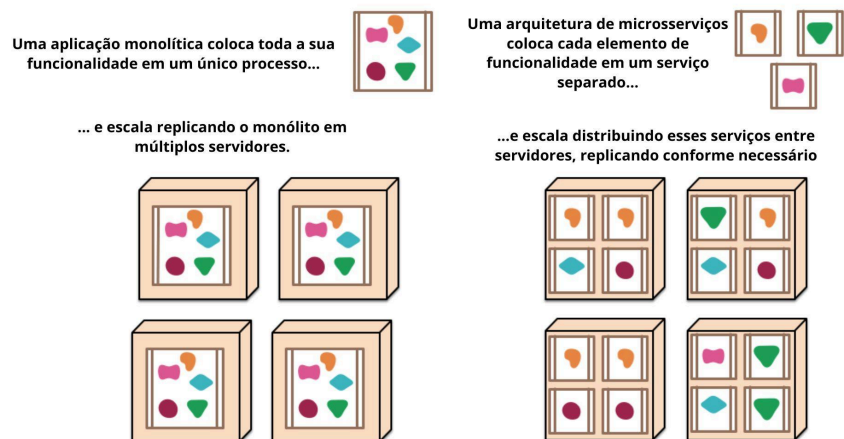 Uma aplicação monolítica coloca toda a sua
funcionalidade em um único processo...
... e escala replicando o monólito em
múltiplos servidores.
Uma arquitetura de microsserviços
coloca cada elemento de
funcionalidade em um serviço
separado...
...e escala distribuindo esses serviços entre
servidores, replicando conforme necessário